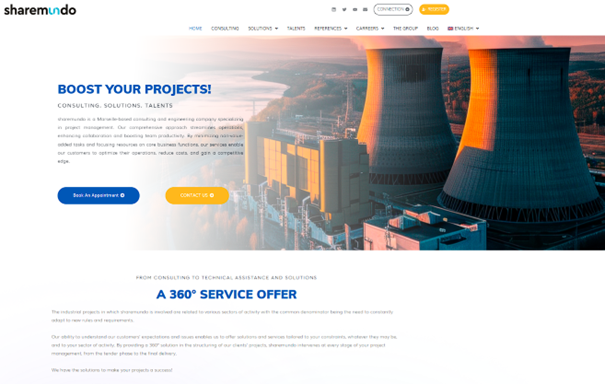 sharemundo
CONNECTION
REGISTER
HOME CONSULTING SOLUTIONS TALENTS REFERENCES CARREERS THE GROUP BLOG ENGLISH
BOOST YOUR PROJECTS!
CONSULTING, SOLUTIONS, TALENTS
sharemundo is a Marseille-based consulting and engineering company specializing
in project management. Our comprehensive approach streamlines operations,
enhancing collaboration and boosting team productivity. By minimizing non-value-
added tasks and focusing resources on core business functions, our services enable
our customers to optimize their operations, reduce costs, and gain a competitive
edge.
Book An Appointment
CONTACT US
FROM CONSULTING TO TECHNICAL ASSISTANCE AND SOLUTIONS
A 360° SERVICE OFFER
The industrial projects in which sharemundo is involved are related to various sectors of activity with the common denominator being the need to constantly
adapt to new rules and requirements.
Our ability to understand our customers' expectations and issues enables us to offer solutions and services tailored to your constraints, whatever they may be,
and to your sector of activity. By providing a 360° solution in the structuring of our clients' projects, sharemundo intervenes at every stage of your project
management, from the tender phase to the final delivery.
We have the solutions to make your projects a success!